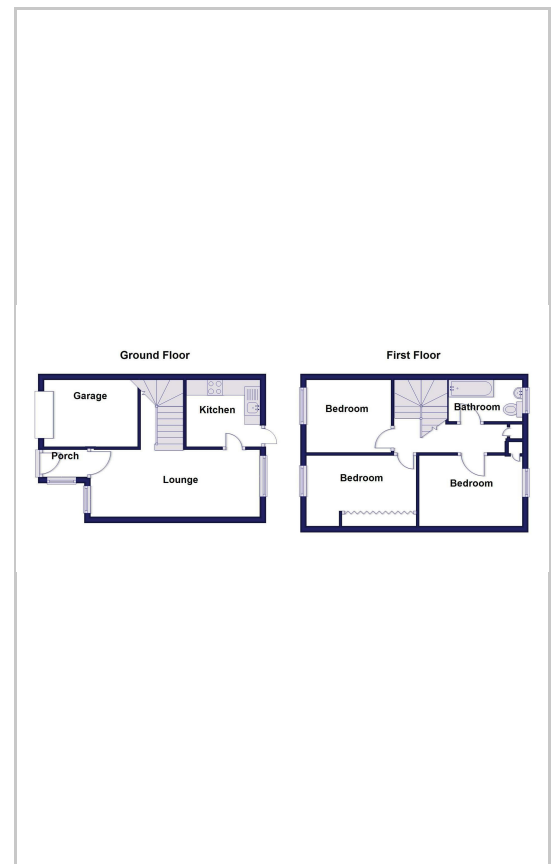 Ground Floor
Garage
Kitchen
Porch
Lounge
First Floor
Bedroom
Bathroom
Bedroom
Bedroom